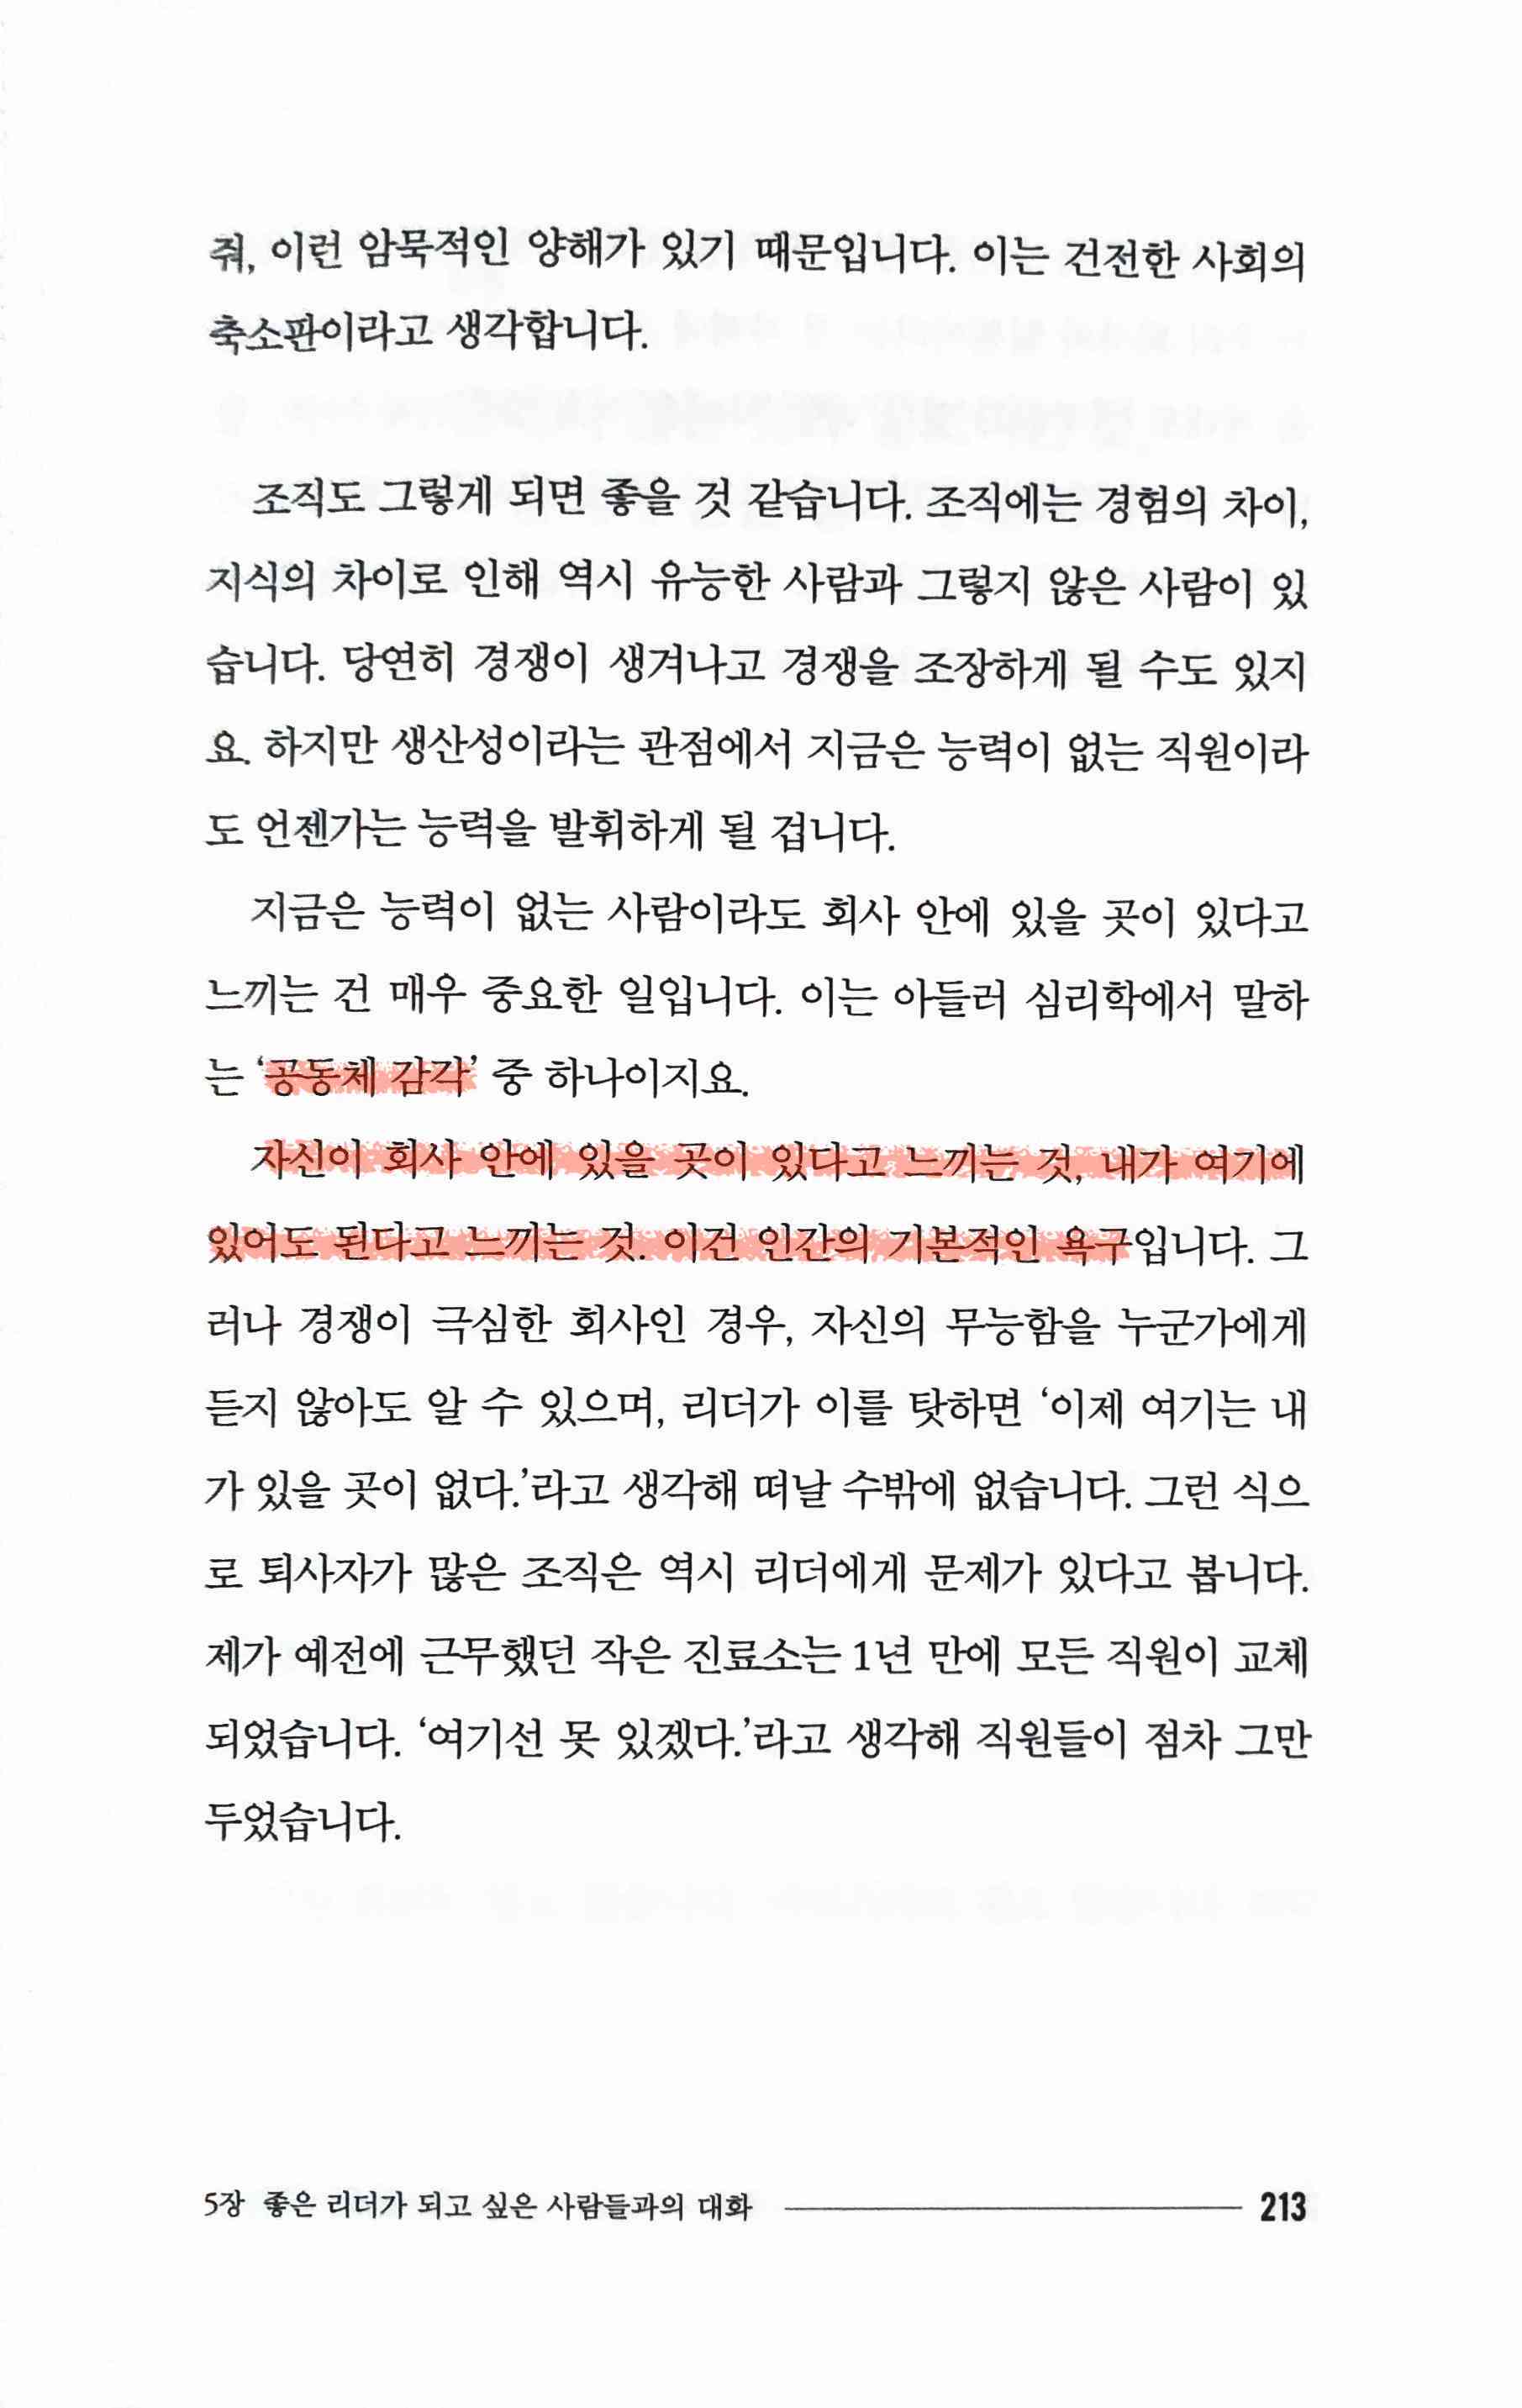 줘, 이런 암묵적인 양해가 있기 때문입니다. 이는 건전한 사회의
축소판이라고 생각합니다.
조직도 그렇게 되면 좋을 것 같습니다. 조직에는 경험의 차이,
지식의 차이로 인해 역시 유능한 사람과 그렇지 않은 사람이 있
습니다. 당연히 경쟁이 생겨나고 경쟁을 조장하게 될 수도 있지
요. 하지만 생산성이라는 관점에서 지금은 능력이 없는 직원이라
도 언젠가는 능력을 발휘하게 될 겁니다.
지금은 능력이 없는 사람이라도 회사 안에 있을 곳이 있다고
느끼는 건 매우 중요한 일입니다. 이는 아들러 심리학에서 말하
는 ‘공동체 감각’ 중 하나이지요.
자신이 회사 안에 있을 곳이 있다고 느끼는 것, 내가 여기에
있어도 된다고 느끼는 것. 이건 인간의 기본적인 욕구입니다. 그
러나 경쟁이 극심한 회사인 경우, 자신의 무능함을 누군가에게
듣지 않아도 알 수 있으며, 리더가 이를 탓하면 ‘이제 여기는 내
가 있을 곳이 없다.’라고 생각해 떠날 수밖에 없습니다. 그런 식으
로 퇴사자가 많은 조직은 역시 리더에게 문제가 있다고 봅니다.
제가 예전에 근무했던 작은 진료소는 1년 만에 모든 직원이 교체
되었습니다. ‘여기선 못 있겠다.’라고 생각해 직원들이 점차 그만
두었습니다.
5장 좋은 리더가 되고 싶은 사람들과의 대화 213